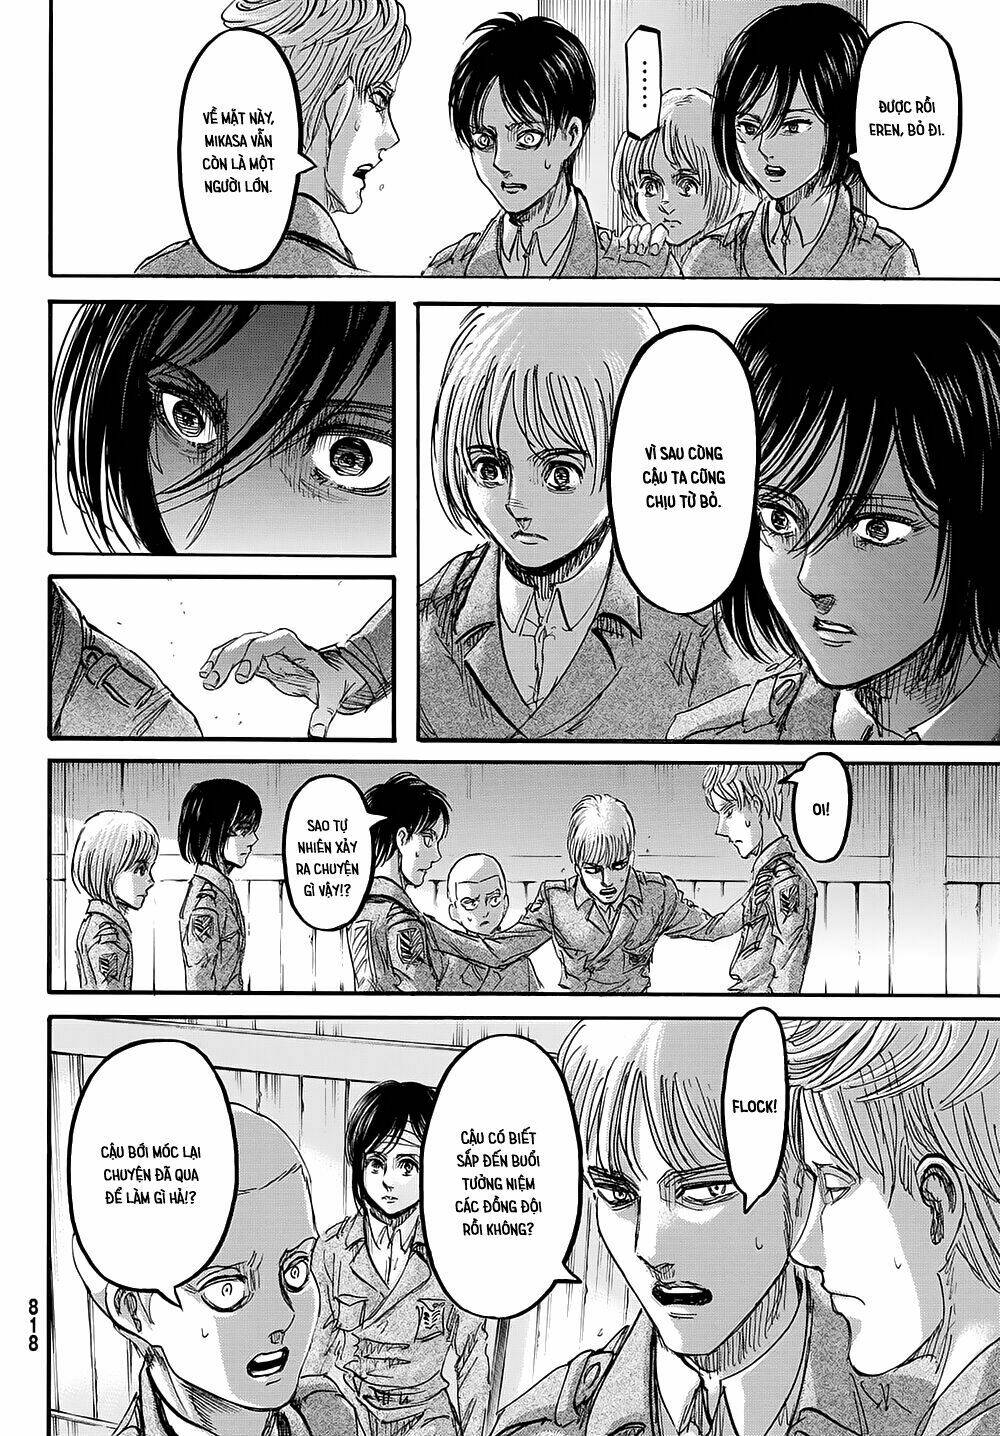 ĐƯỢC RỒI
EREN, BỎ ĐI.
......
VỀ MẶT NÀY,
MIKASA VẪN
CÒN LÀ MỘT
NGƯỜI LỚN.
VÌ SAU CÙNG
CẬU TA CŨNG
CHỊU TỪ BỎ.
OI!
SAO TỰ
NHIÊN XẢY
RA CHUYỆN
GÌ VẬY!?
FLOCK!
CẬU CÓ BIẾT
SẮP ĐẾN BUỔI
TƯỞNG NIỆM
CÁC ĐỒNG ĐỘI
RỒI KHÔNG?
CẬU BỚI MÓC LẠI
CHUYỆN ĐÃ QUA
ĐỂ LÀM GÌ HẢ!?
818